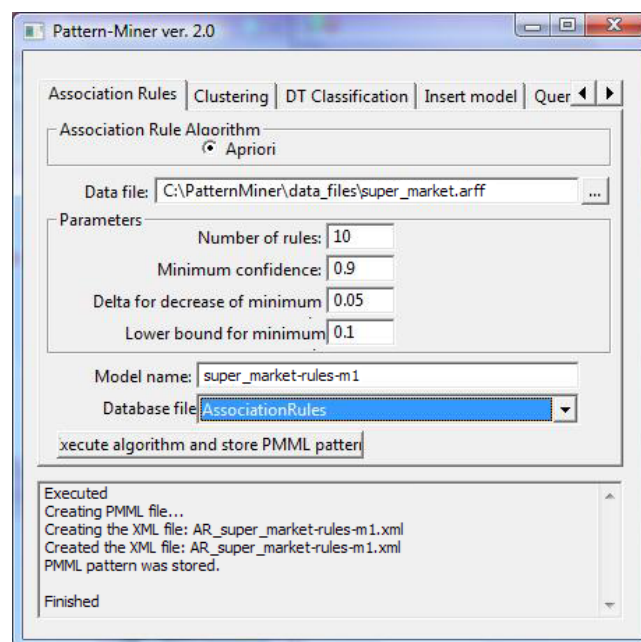 Pattern-Miner ver. 2.0
Association Rules Clustering DT Classification Insert model Quer
Association Rule Algorithm
Apriori
Data file: C:\PatternMiner\data_files\super_market.arff ...
Parameters
Number of rules: 10
Minimum confidence: 0.9
Delta for decrease of minimum 0.05
Lower bound for minimum 0.1
Model name: super_market-rules-m1
Database file AssociationRules
xecute algorithm and store PMML patter
Executed
Creating PMML file...
Creating the XML file: AR_super_market-rules-m1.xml
Created the XML file: AR_super_market-rules-m1.xml
PMML pattern was stored.
Finished